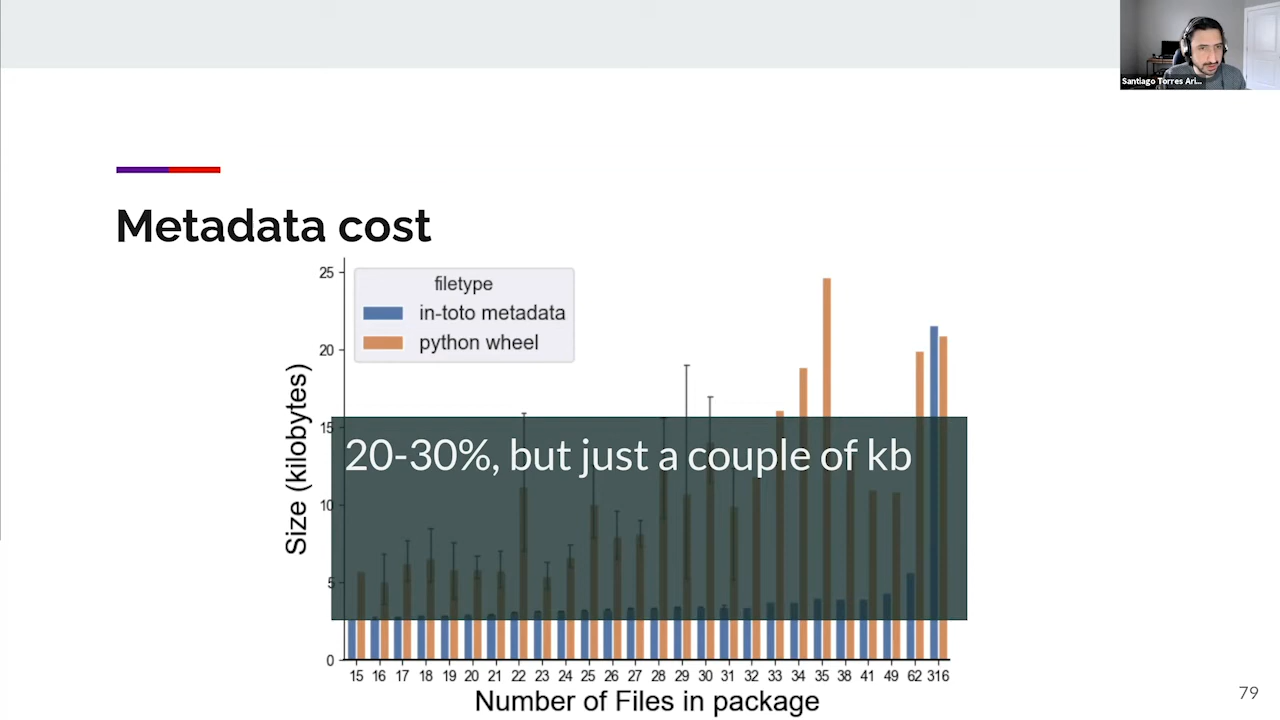 Santiago Torres Ari...
Metadata cost
filetype
in-toto metadata
python wheel
25
20
15
10
5
0
Size (kilobytes)
20-30%, but just a couple of kb
15 16 17 18 19 20 21 22 23 24 25 26 27 28 29 30 31 32 33 34 35 38 41 49 62 316
Number of Files in package
79